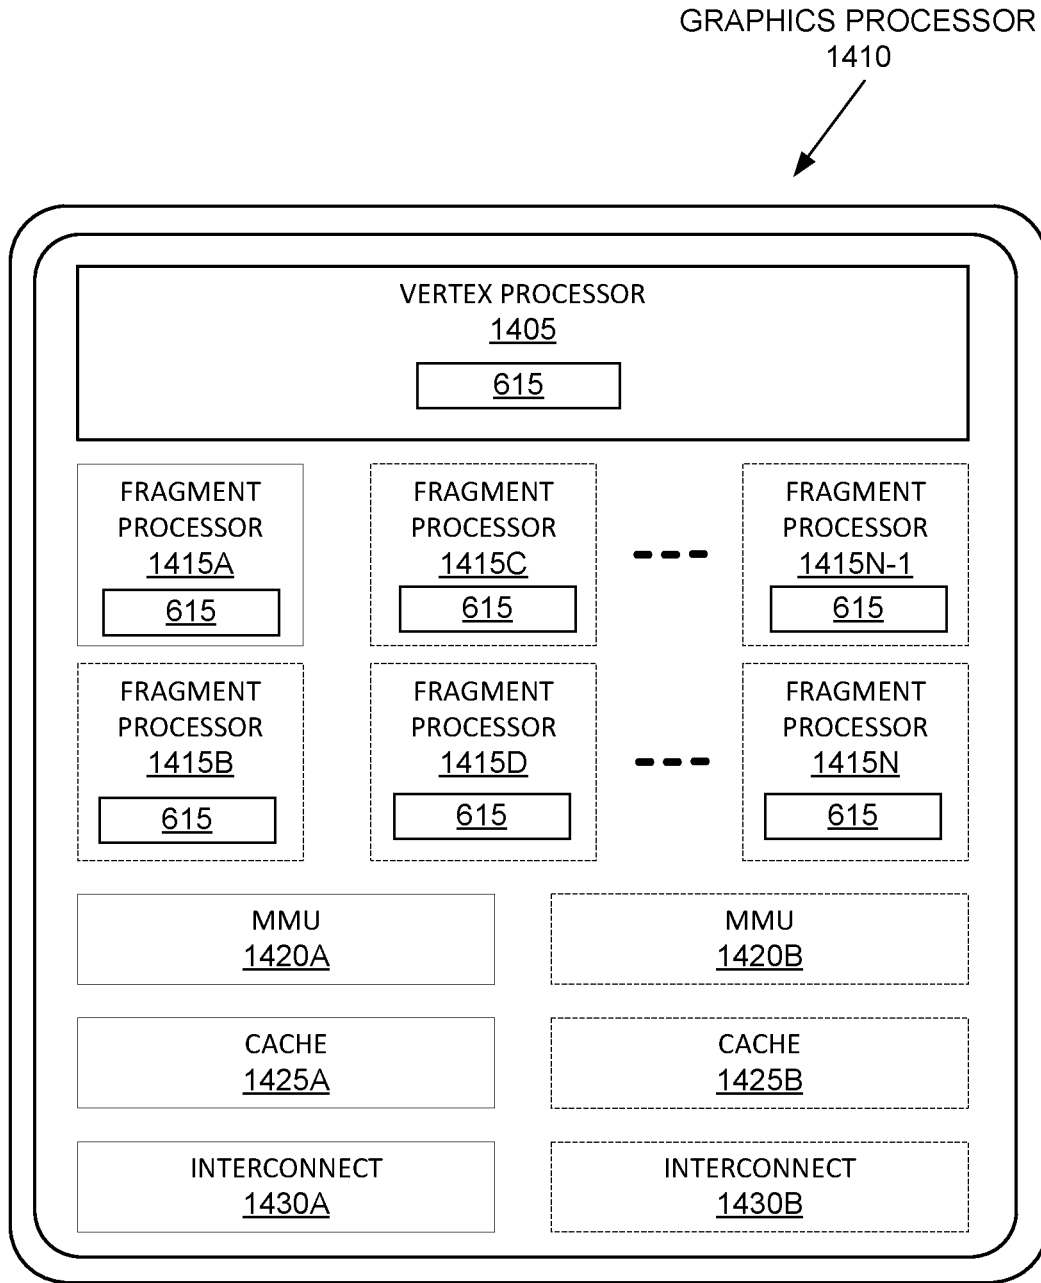 GRAPHICS PROCESSOR
1410
VERTEX PROCESSOR
1405
615
FRAGMENT
PROCESSOR
1415A
615
FRAGMENT
PROCESSOR
1415C
615
FRAGMENT
PROCESSOR
1415N-1
615
FRAGMENT
PROCESSOR
1415B
615
FRAGMENT
PROCESSOR
1415D
615
FRAGMENT
PROCESSOR
1415N
615
MMU
1420A
MMU
1420B
CACHE
1425A
CACHE
1425B
INTERCONNECT
1430A
INTERCONNECT
1430B